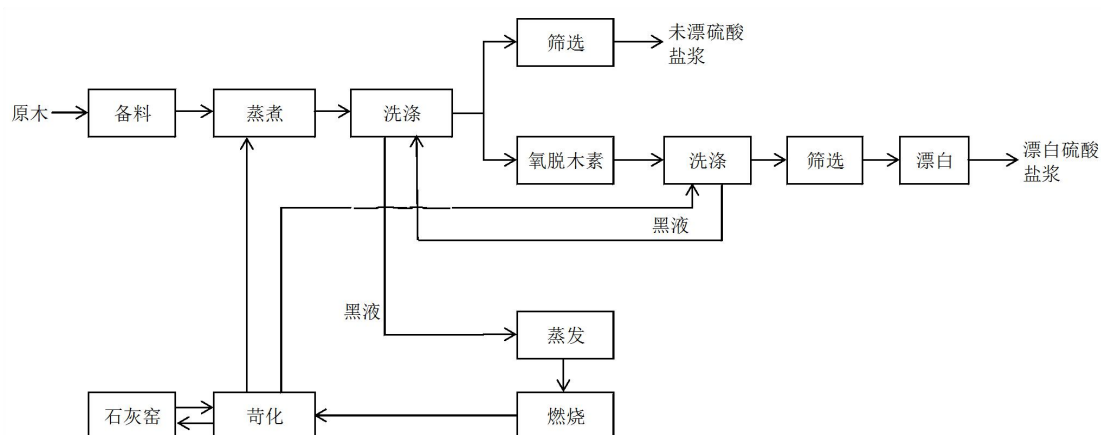 筛选
未漂硫酸
盐浆
原木
备料
蒸煮
洗涤
氧脱木素
洗涤
筛选
漂白
漂白硫酸
盐浆
黑液
黑液
蒸发
石灰窑
苛化
燃烧